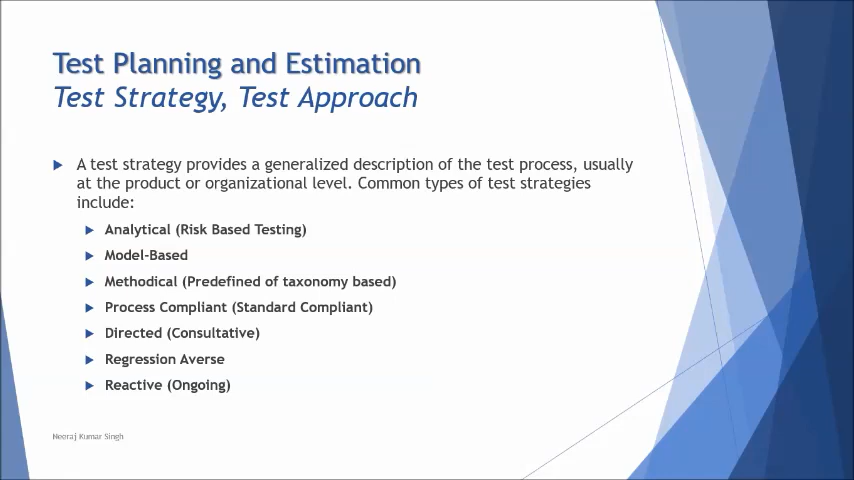 Test Planning and Estimation
Test Strategy, Test Approach
A test strategy provides a generalized description of the test process, usually
at the product or organizational level. Common types of test strategies
include:
Analytical (Risk Based Testing)
Model-Based
Methodical (Predefined of taxonomy based)
Process Compliant (Standard Compliant)
Directed (Consultative)
Regression Averse
Reactive (Ongoing)
Neeraj Kumar Singh